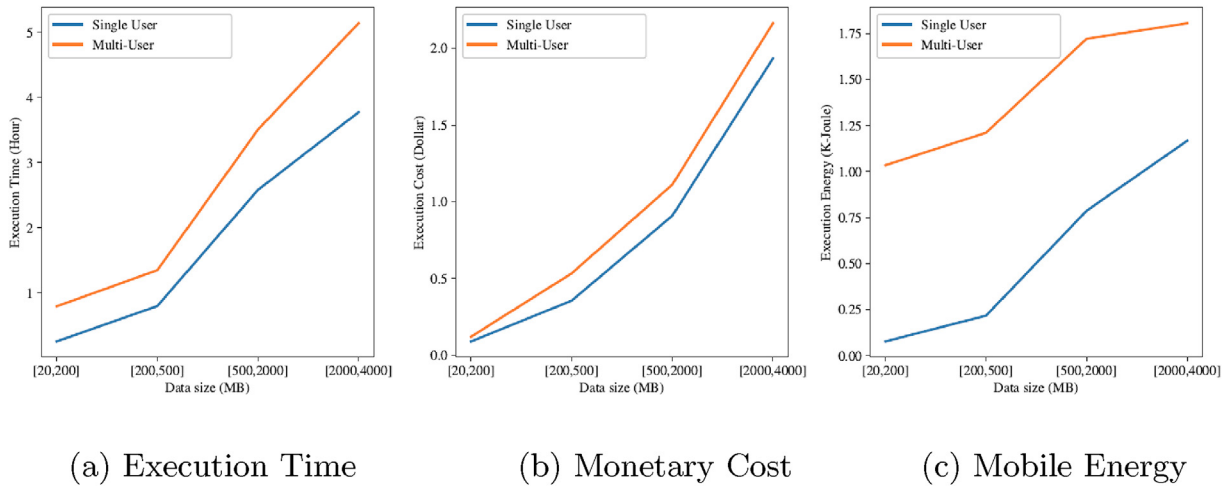 Single User
Multi-User
5
4
3
2
1
Execution Time (Hour)
[20,200] [200,500] [500,2000] [2000,4000]
Data size (MB)
(a) Execution Time
Single User
Multi-User
2.0
1.5
1.0
0.5
0.0
Execution Cost (Dollar)
[20,200] [200,500] [500,2000] [2000,4000]
Data size (MB)
(b) Monetary Cost
Single User
Multi-User
1.75
1.50
1.25
1.00
0.75
0.50
0.25
0.00
Execution Energy (K-Joule)
[20,200] [200,500] [500,2000] [2000,4000]
Data size (MB)
(c) Mobile Energy